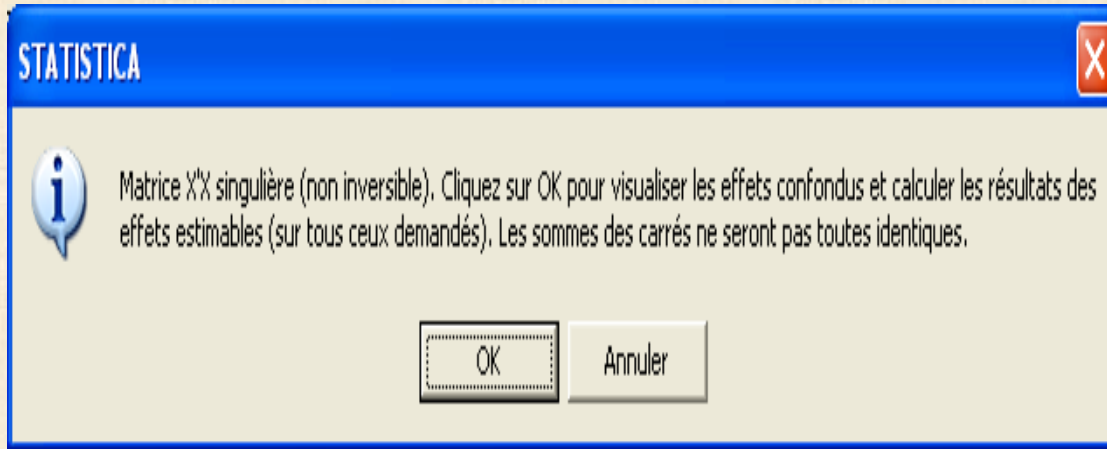 STATISTICA
Matrice X'X singulière (non inversible). Cliquez sur OK pour visualiser les effets confondus et calculer les résultats des
effets estimables (sur tous ceux demandés). Les sommes des carrés ne seront pas toutes identiques.
OK
Annuler